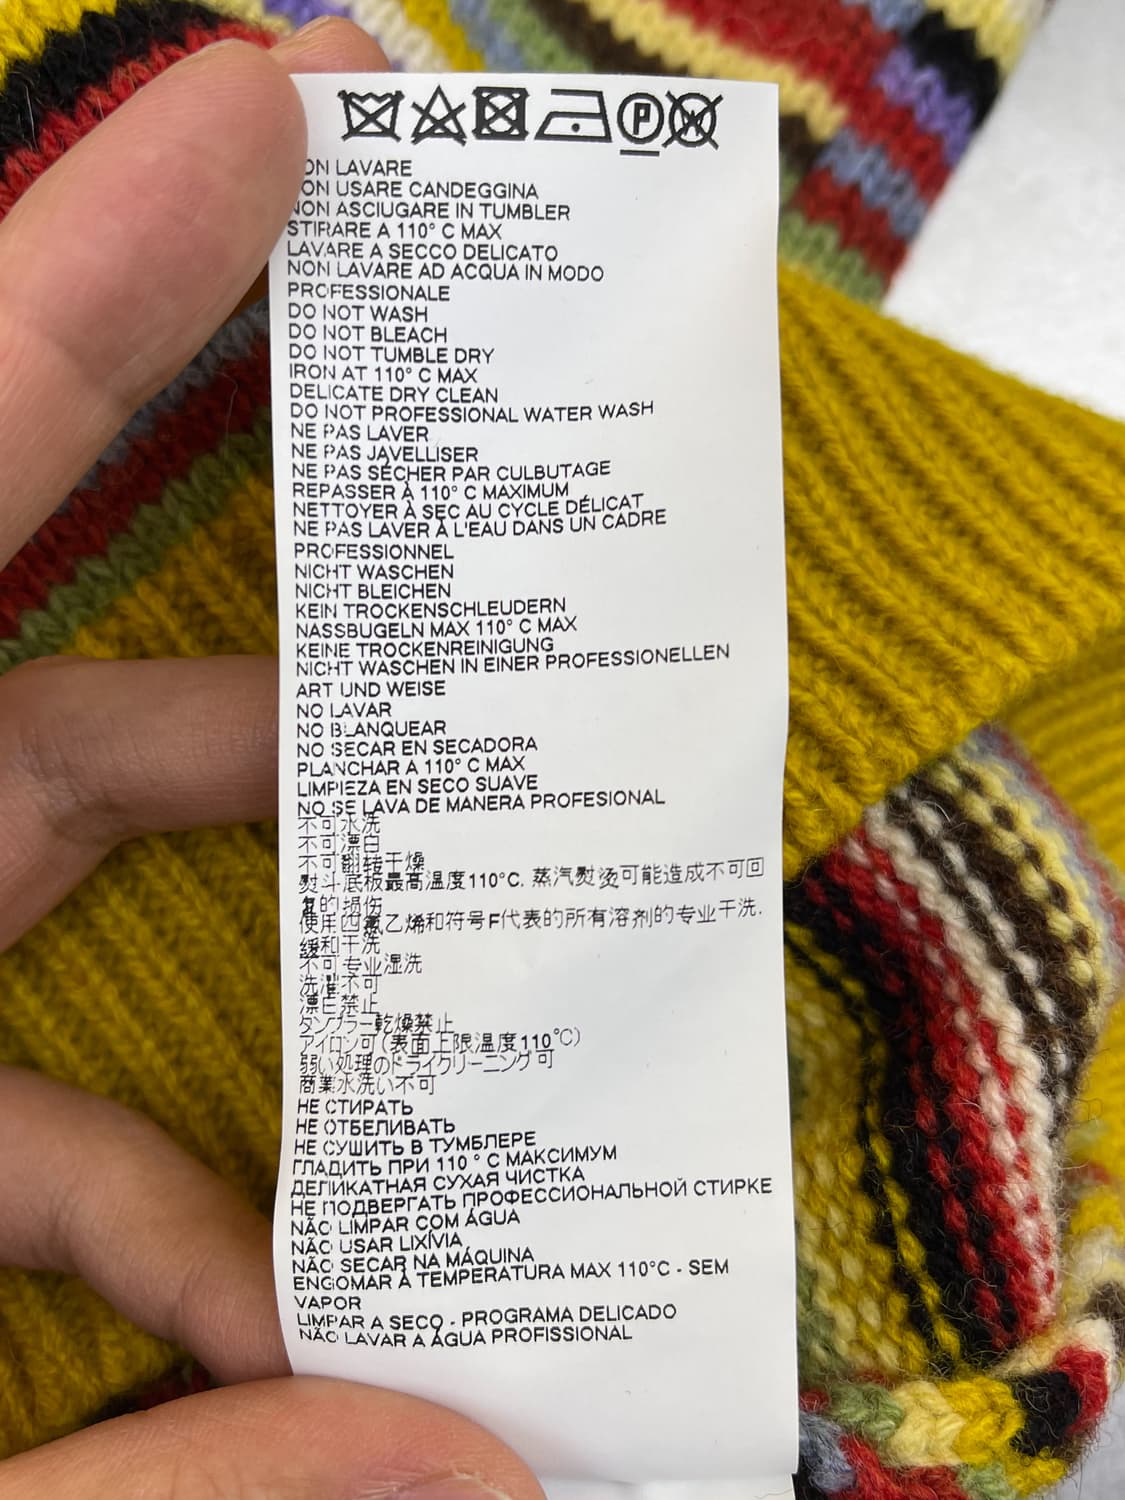 P W
ON LAVARE
ON USARE CANDEGGINA
NON ASCIUGARE IN TUMBLER
STIRARE A 110° C MAX
LAVARE A SECCO DELICATO
NON LAVARE AD ACQUA IN MODO
PROFESSIONALE
DO NOT WASH
DO NOT BLEACH
DO NOT TUMBLE DRY
IRON AT 110° C MAX
DELICATE DRY CLEAN
DO NOT PROFESSIONAL WATER WASH
NE PAS LAVER
NE PAS JAVELLISER
NE PAS SÉCHER PAR CULBUTAGE
REPASSER À 110° C MAXIMUM
NETTOYER À SEC AU CYCLE DÉLICAT
NE PAS LAVER À L'EAU DANS UN CADRE
PROFESSIONNEL
NICHT WASCHEN
NICHT BLEICHEN
KEIN TROCKENSCHLEUDERN
NASSBUGELN MAX 110° C MAX
KEINE TROCKENREINIGUNG
NICHT WASCHEN IN EINER PROFESSIONELLEN
ART UND WEISE
NO LAVAR
NO BLANQUEAR
NO SECAR EN SECADORA
PLANCHAR A 110° C MAX
LIMPIEZA EN SECO SUAVE
NO SE LAVA DE MANERA PROFESIONAL
不可水洗
不可漂白
不可翻转干燥
熨斗底板最高温度110°C. 蒸汽熨烫可能造成不可回
复的损伤
使用四氯乙烯和符号F代表的所有溶剂的专业干洗.
缓和干洗
不可专业湿洗
洗濯不可
漂白禁止
タンブラー乾燥禁止
アイロン可(表面上限温度110℃)
弱い処理のドライクリーニング可
商業水洗い不可
НЕ СТИРАТЬ
НЕ ОТБЕЛИВАТЬ
НЕ СУШИТЬ В ТУМБЛЕРЕ
ГЛАДИТЬ ПРИ 110 ° С МАКСИМУМ
ДЕЛИКАТНАЯ СУХАЯ ЧИСТКА
НЕ ПОДВЕРГАТЬ ПРОФЕССИОНАЛЬНОЙ СТИРКЕ
NÃO LIMPAR COM ÁGUA
NÃO USAR LIXÍVIA
NÃO SECAR NA MÁQUINA
ENGOMAR À TEMPERATURA MAX 110°C - SEM
VAPOR
LIMPAR A SECO - PROGRAMA DELICADO
NÃO LAVAR A ÁGUA PROFISSIONAL